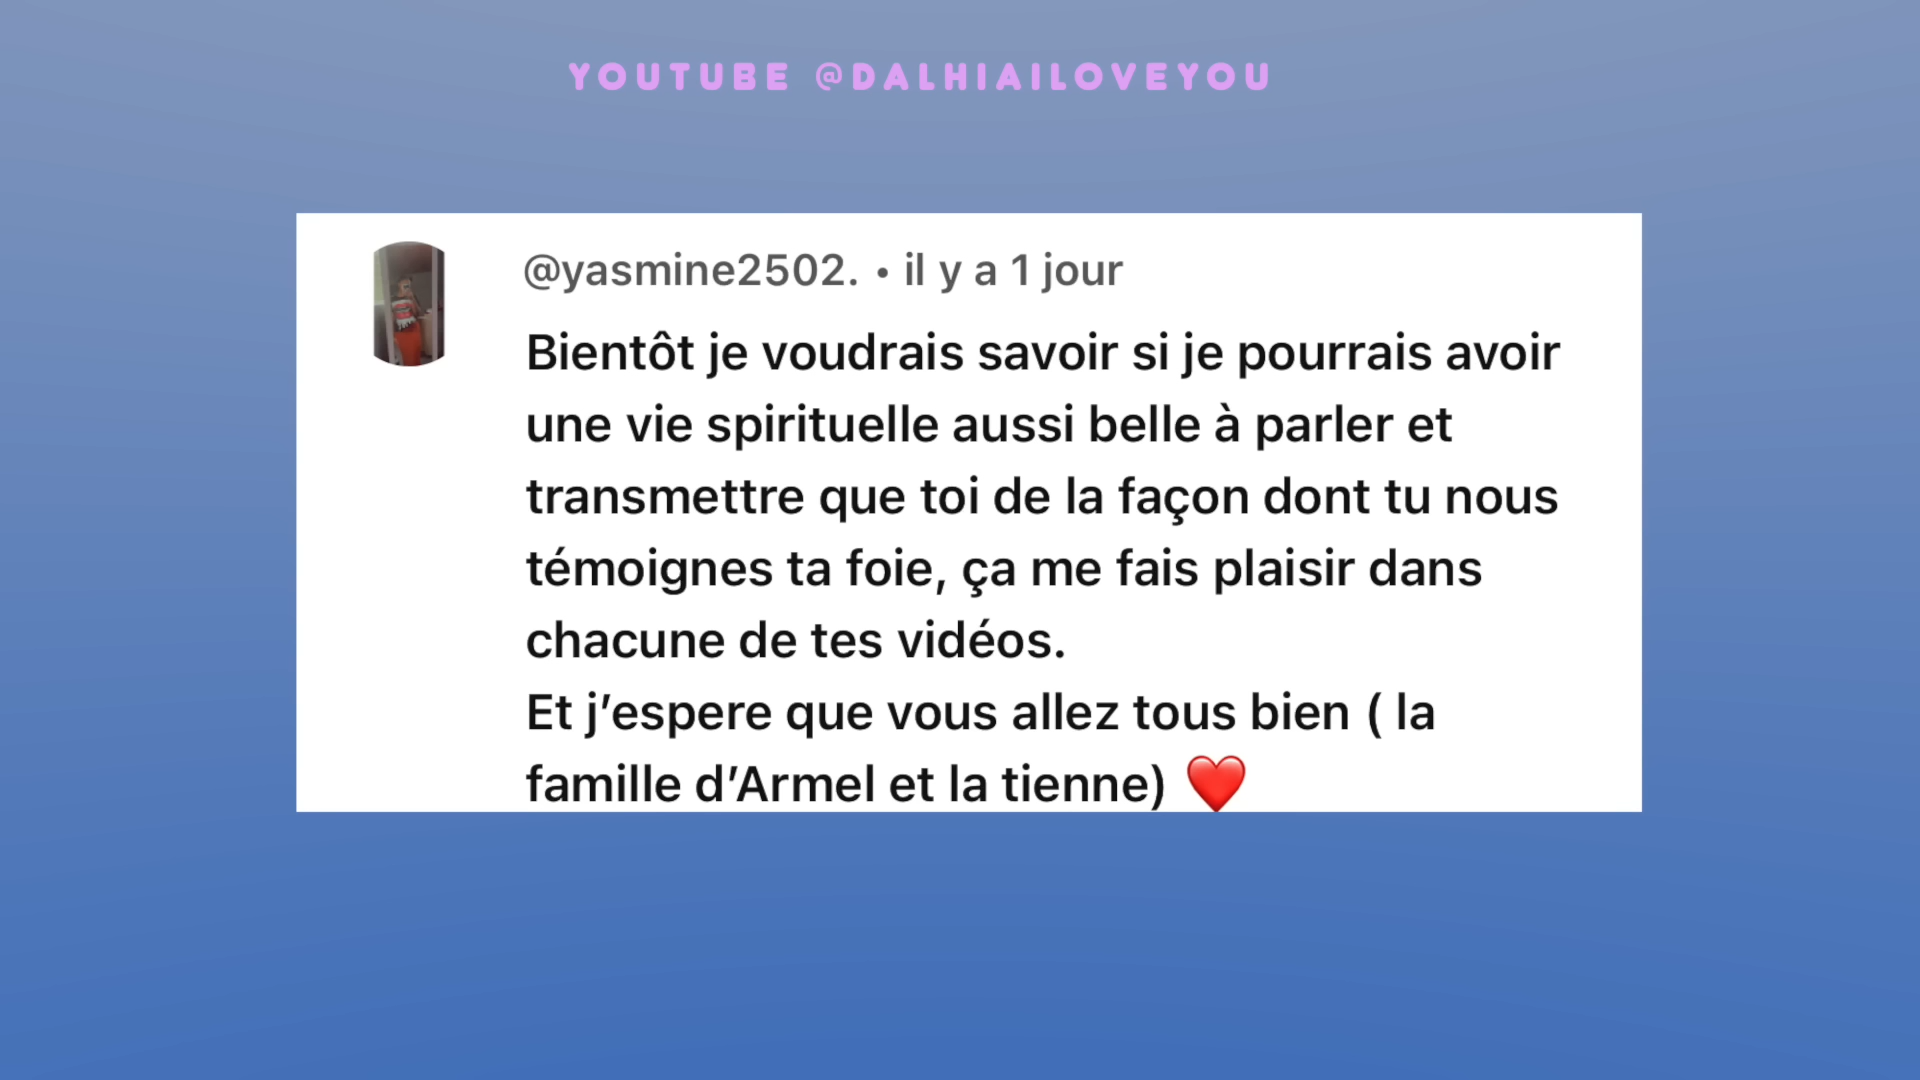 YOUTUBE @DALHIAILOVEYOU
@yasmine2502. • il y a 1 jour
Bientôt je voudrais savoir si je pourrais avoir
une vie spirituelle aussi belle à parler et
transmettre que toi de la façon dont tu nous
témoignes ta foie, ça me fais plaisir dans
chacune de tes vidéos.
Et j’espere que vous allez tous bien ( la
famille d’Armel et la tienne) ❤️